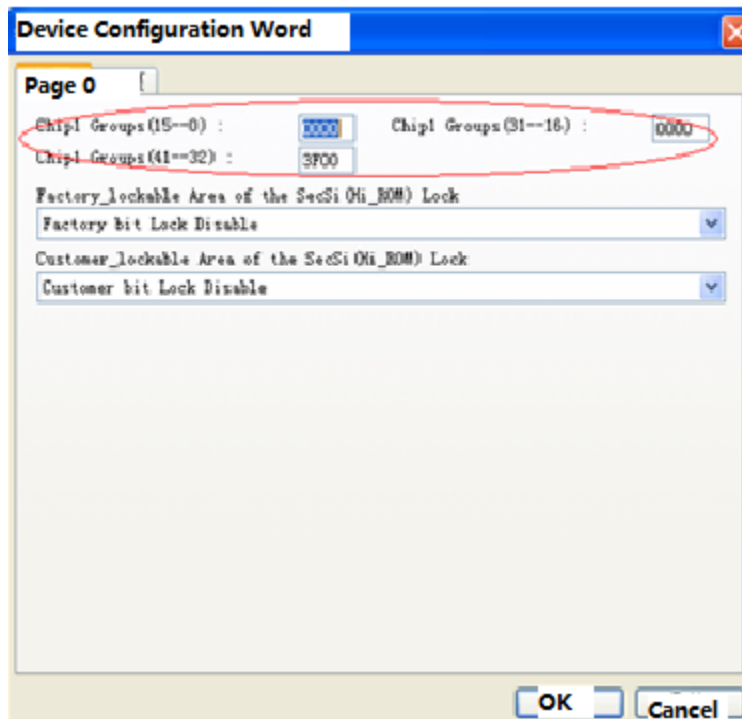 Device Configuration Word
Page 0
Chip1 Groups(15--0) : 0000 Chip1 Groups(31--16) : 0000
Chip1 Groups(41--32) : 3F00
Factory_lockable Area of the SecSi(Hi_ROM) Lock
Factory bit Lock Disable
Customer_lockable Area of the SecSi(Hi_ROM) Lock
Customer bit Lock Disable
OK Cancel